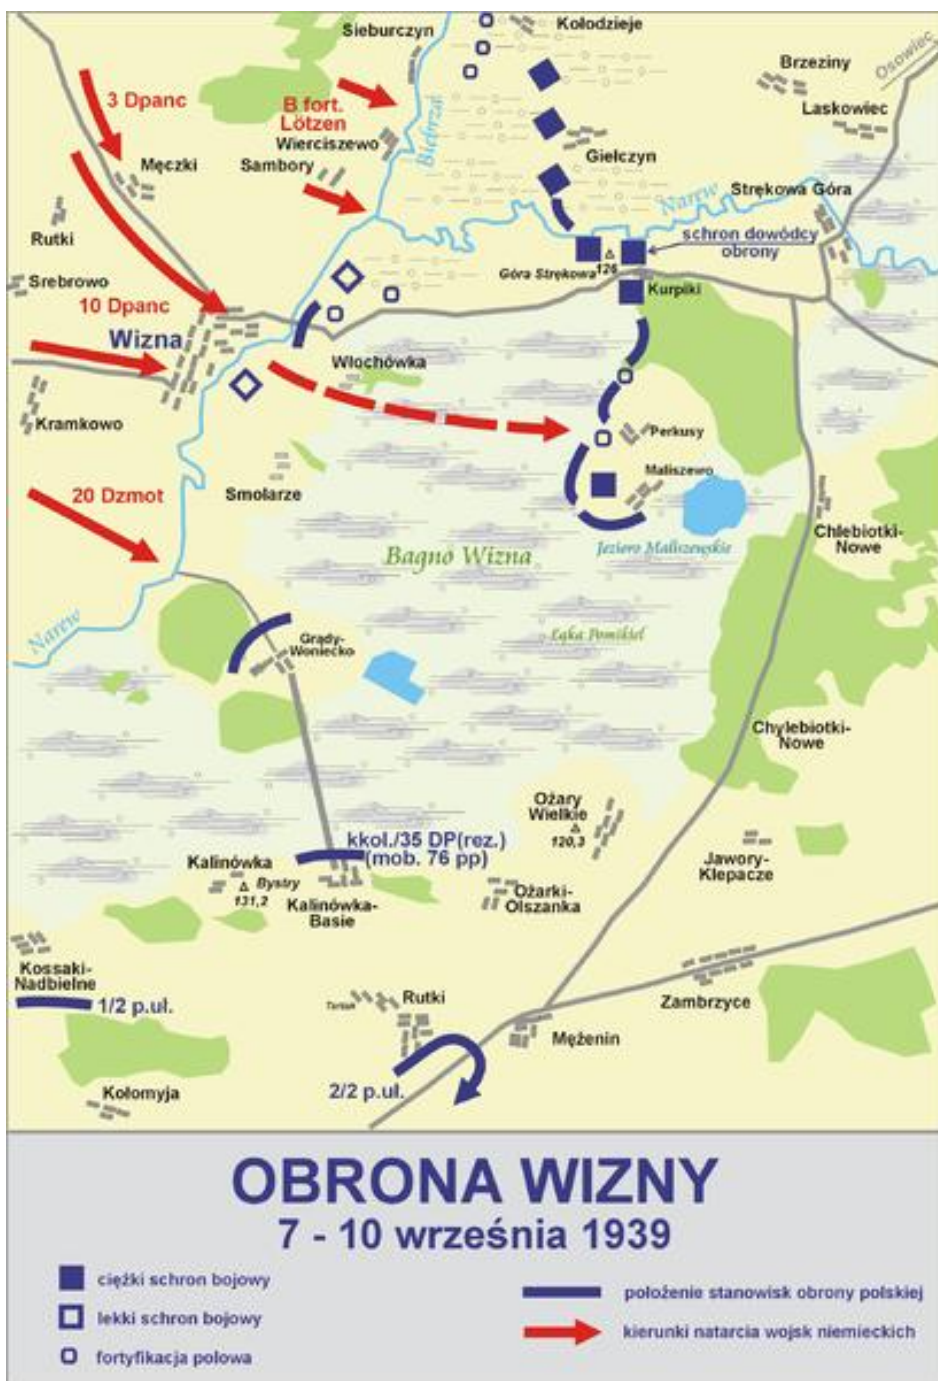 Sieburczyn
Kołodzieje
Brzeziny
Osowiec
3 Dpanc
B fort.
Lötzen
Biebrza
Laskowiec
Wierciszewo
Giełczyn
Męczki
Sambory
Narew
Strękowa Góra
Rutki
schron dowódcy
obrony
Srebrowo
Góra Strękowa
126
Kurpiki
10 Dpanc
Wizna
Włochówka
Kramkowo
Perkusy
Maliszewo
20 Dzmot
Smolarze
Chlebiotki-
Nowe
Bagno Wizna
Jezioro Maliszewskie
Narew
Grądy-
Woniecko
Łąka Pomikiel
Chylebiotki-
Nowe
Ożary
Wielkie
120,3
kkol./35 DP(rez.)
(mob. 76 pp)
Kalinówka
Bystry
131,2
Kalinówka-
Basie
Ożarki-
Olszanka
Jawory-
Klepacze
Kossaki-
Nadbielne
1/2 p.uł.
Rutki
Zambrzyce
Mężenin
2/2 p.uł.
Kołomyja
OBRONA WIZNY
7 - 10 września 1939
ciężki schron bojowy
położenie stanowisk obrony polskiej
lekki schron bojowy
kierunki natarcia wojsk niemieckich
fortyfikacja polowa